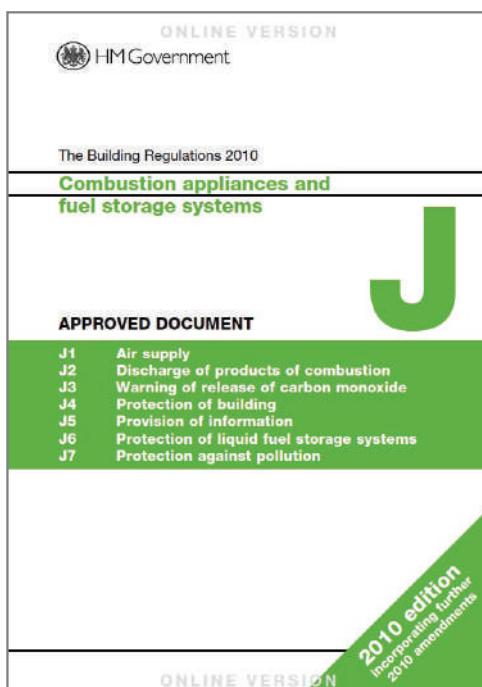 ONLINE VERSION
HM Government
The Building Regulations 2010
Combustion appliances and
fuel storage systems
J
APPROVED DOCUMENT
J1 Air supply
J2 Discharge of products of combustion
J3 Warning of release of carbon monoxide
J4 Protection of building
J5 Provision of information
J6 Protection of liquid fuel storage systems
J7 Protection against pollution
2010 edition
incorporating further
2010 amendments
ONLINE VERSION